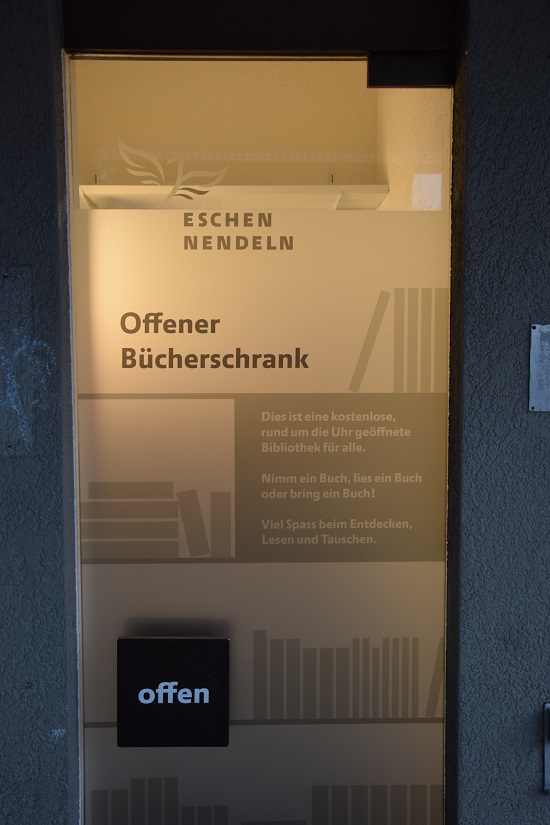 ESCHEN
NENDELN
Offener
Bücherschrank
Dies ist eine kostenlose,
rund um die Uhr geöffnete
Bibliothek für alle.
Nimm ein Buch, lies ein Buch
oder bring ein Buch!
Viel Spass beim Entdecken,
Lesen und Tauschen.
offen